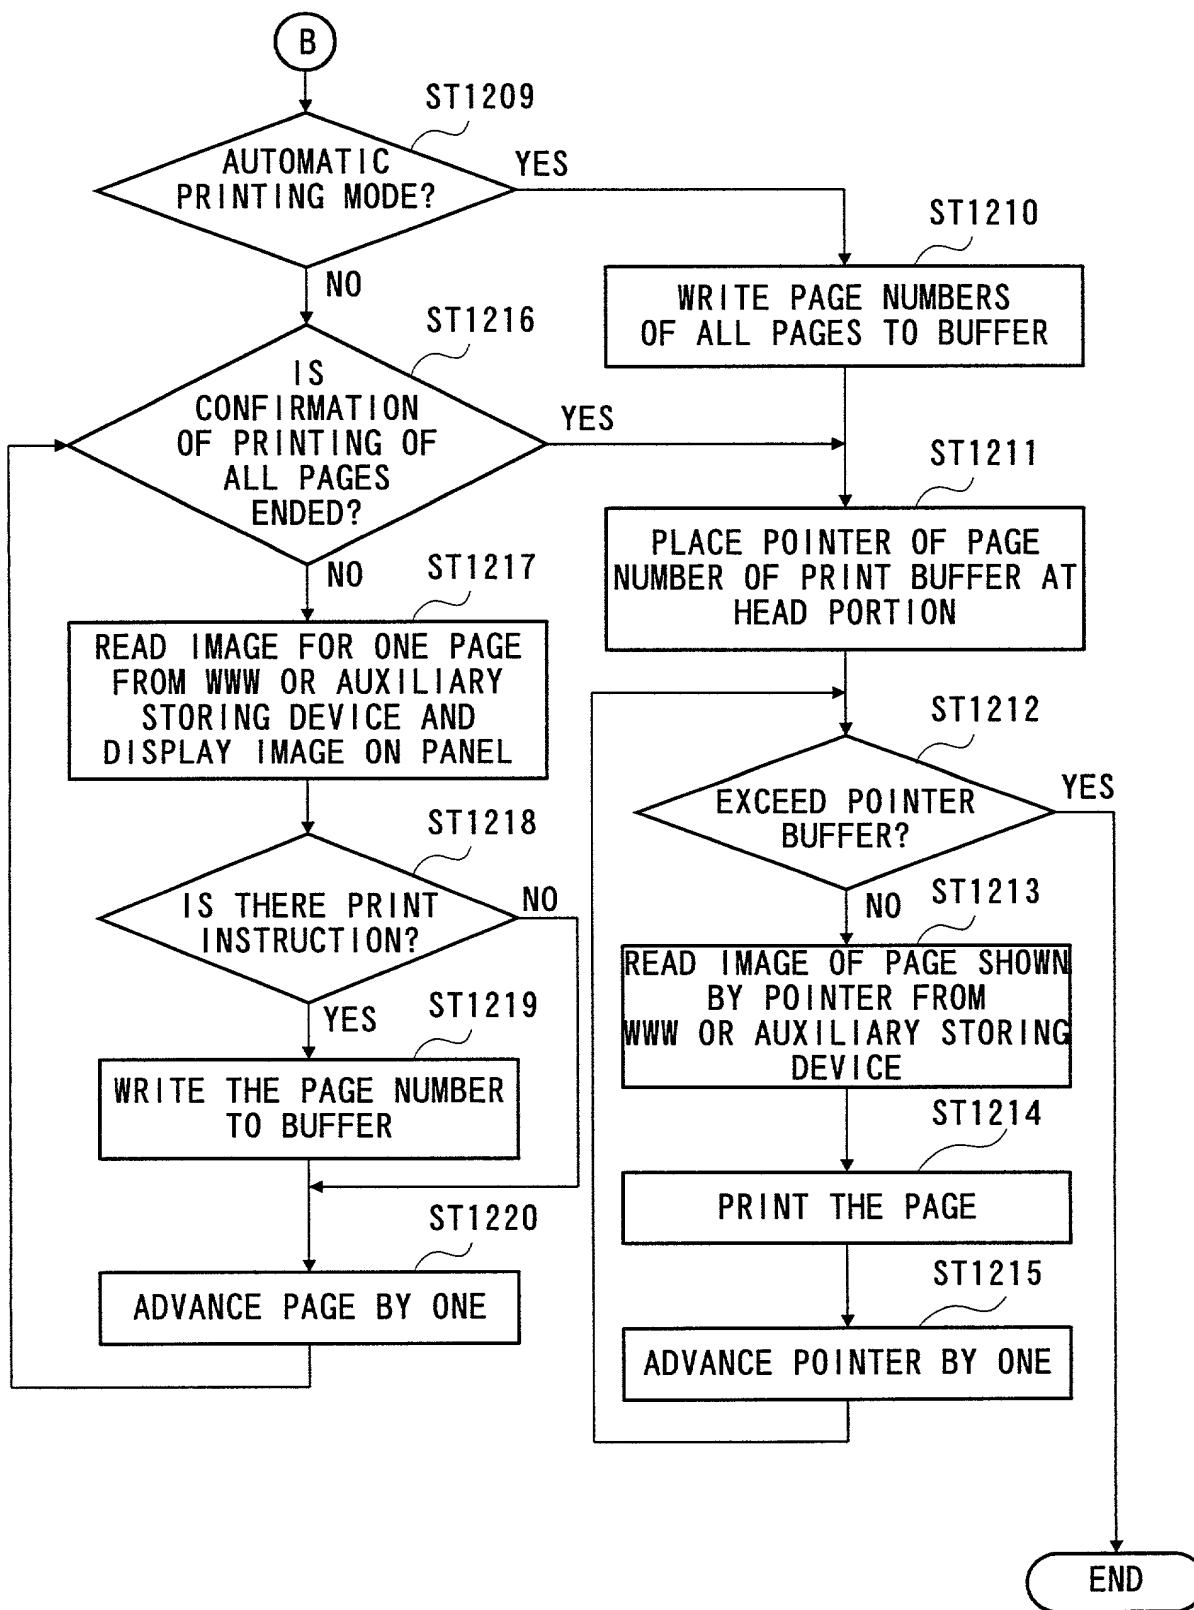 B
ST1209
AUTOMATIC
PRINTING MODE?
YES
NO
ST1210
WRITE PAGE NUMBERS
OF ALL PAGES TO BUFFER
ST1216
IS
CONFIRMATION
OF PRINTING OF
ALL PAGES
ENDED?
YES
NO
ST1211
PLACE POINTER OF PAGE
NUMBER OF PRINT BUFFER AT
HEAD PORTION
ST1217
READ IMAGE FOR ONE PAGE
FROM WWW OR AUXILIARY
STORING DEVICE AND
DISPLAY IMAGE ON PANEL
ST1212
EXCEED POINTER
BUFFER?
YES
NO
ST1218
IS THERE PRINT
INSTRUCTION?
NO
YES
ST1213
READ IMAGE OF PAGE SHOWN
BY POINTER FROM
WWW OR AUXILIARY STORING
DEVICE
ST1219
WRITE THE PAGE NUMBER
TO BUFFER
ST1214
PRINT THE PAGE
ST1220
ADVANCE PAGE BY ONE
ST1215
ADVANCE POINTER BY ONE
END